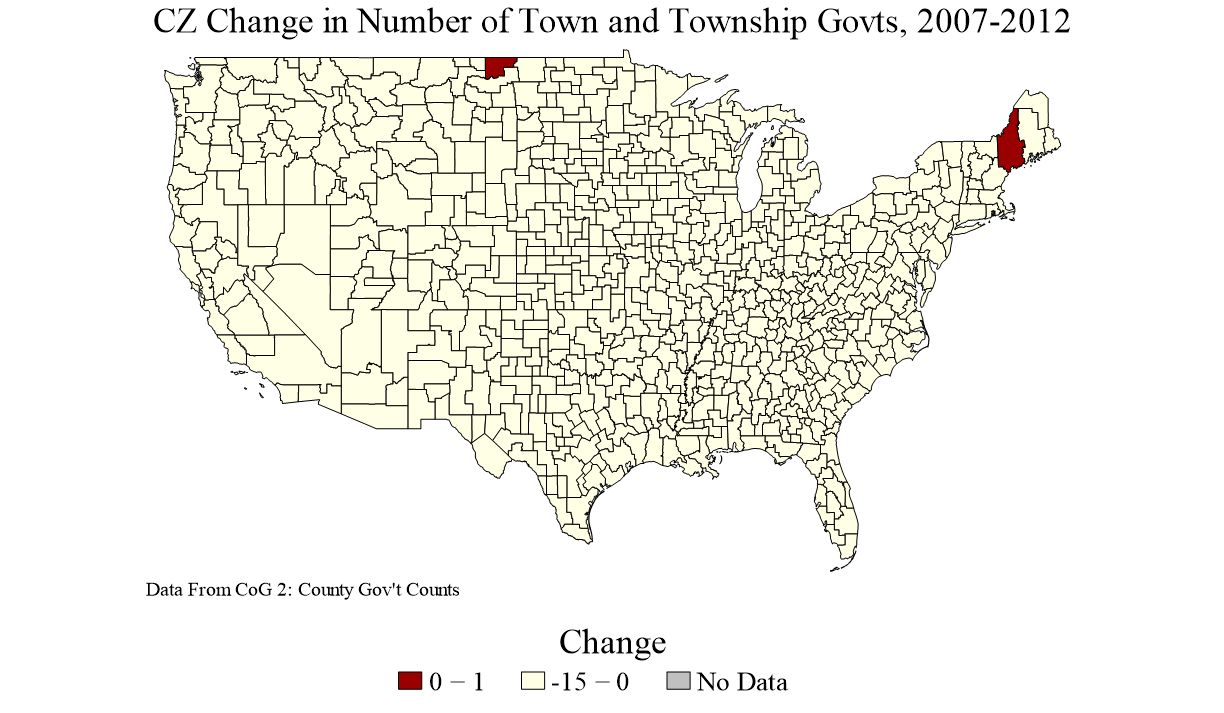 CZ Change in Number of Town and Township Govts, 2007-2012
Data From CoG 2: County Gov't Counts
Change
0 − 1 -15 − 0 No Data